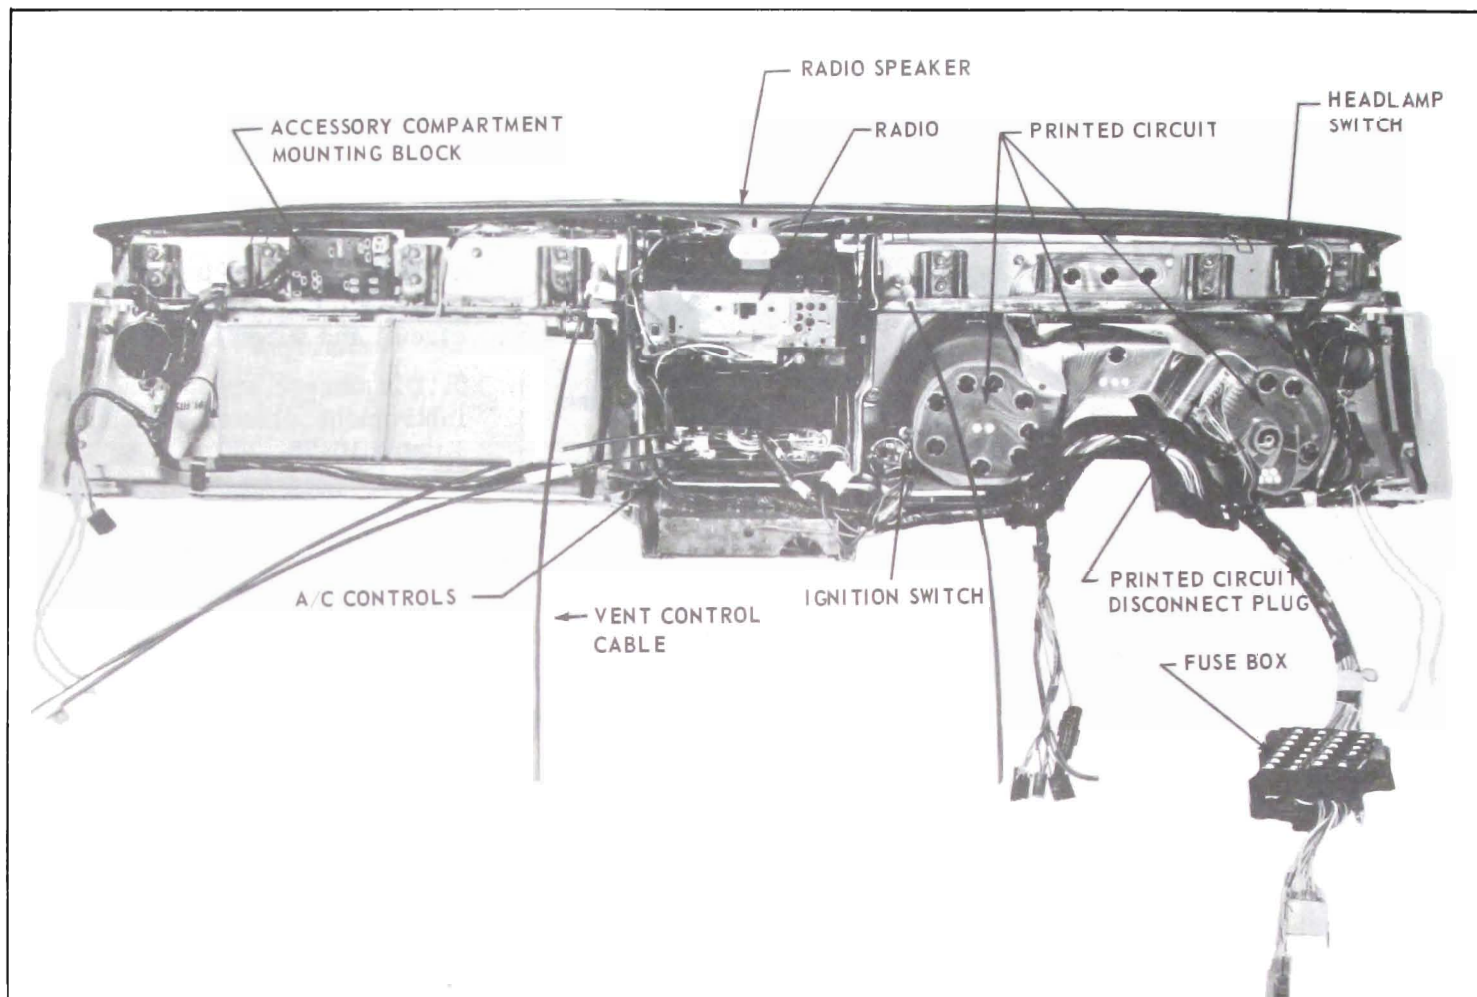 RADIO SPEAKER
HEADLAMP
SWITCH
ACCESSORY COMPARTMENT
MOUNTING BLOCK
RADIO
PRINTED CIRCUIT
A/C CONTROLS
VENT CONTROL
CABLE
IGNITION SWITCH
PRINTED CIRCUIT
DISCONNECT PLUG
FUSE BOX